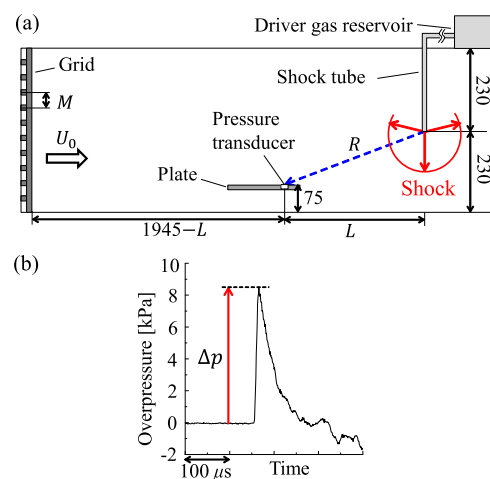 (a)
Driver gas reservoir
Grid
Shock tube
M
230
U₀
Pressure
transducer
R
Plate
Shock
230
75
1945−L
L
(b)
Overpressure [kPa]
10
8
6
4
2
0
-2
Δp
100 μs
Time